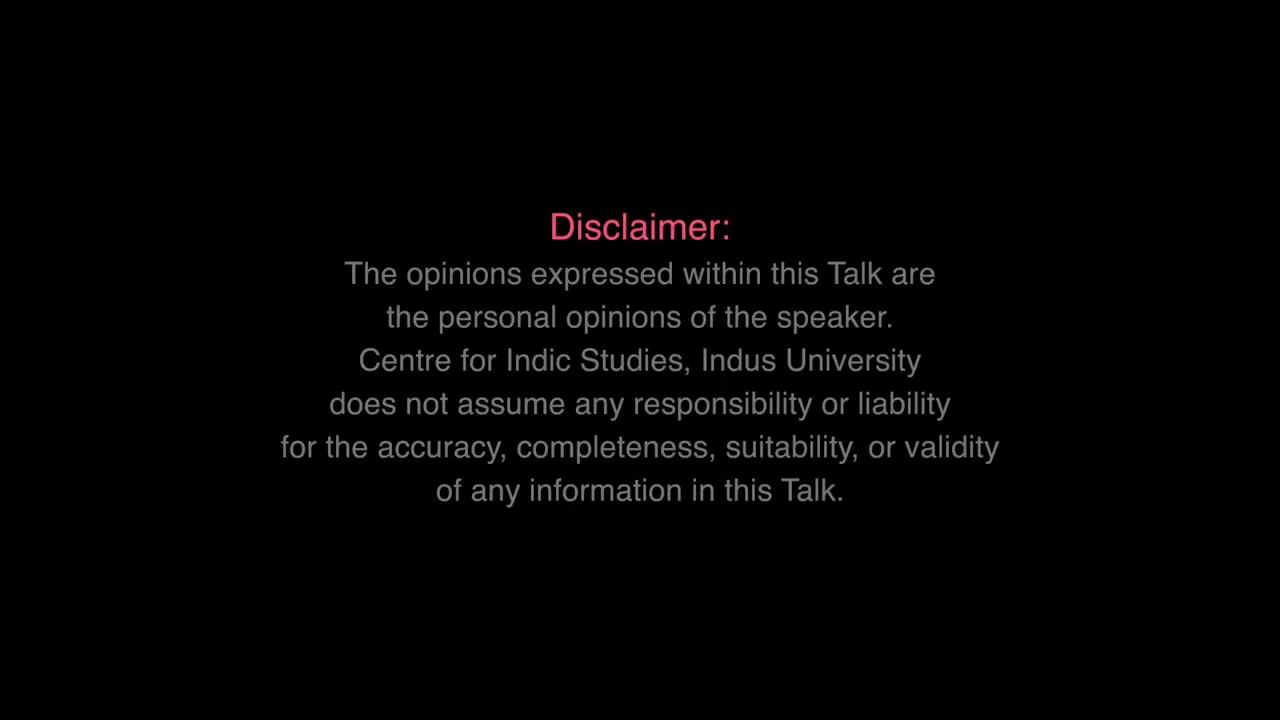 Disclaimer:
The opinions expressed within this Talk are
the personal opinions of the speaker.
Centre for Indic Studies, Indus University
does not assume any responsibility or liability
for the accuracy, completeness, suitability, or validity
of any information in this Talk.